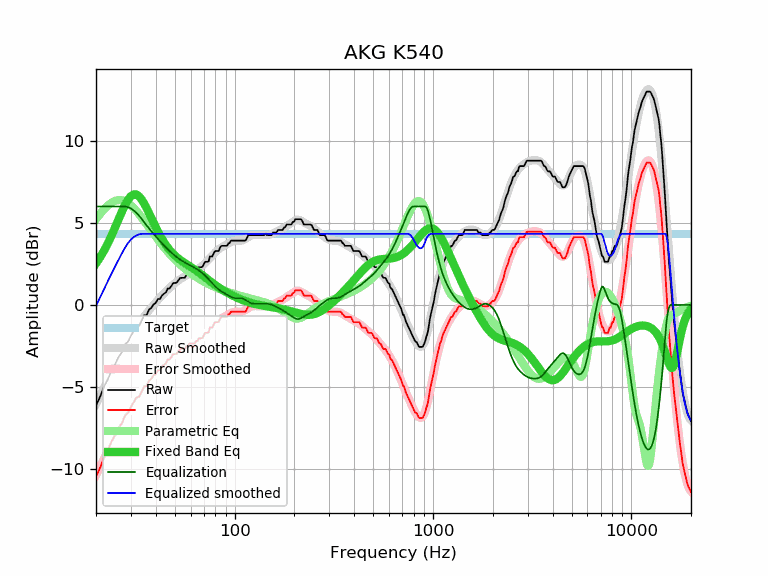 AKG K540
Amplitude (dBr)
10
5
0
−5
−10
Target
Raw Smoothed
Error Smoothed
Raw
Error
Parametric Eq
Fixed Band Eq
Equalization
Equalized smoothed
100
1000
10000
Frequency (Hz)